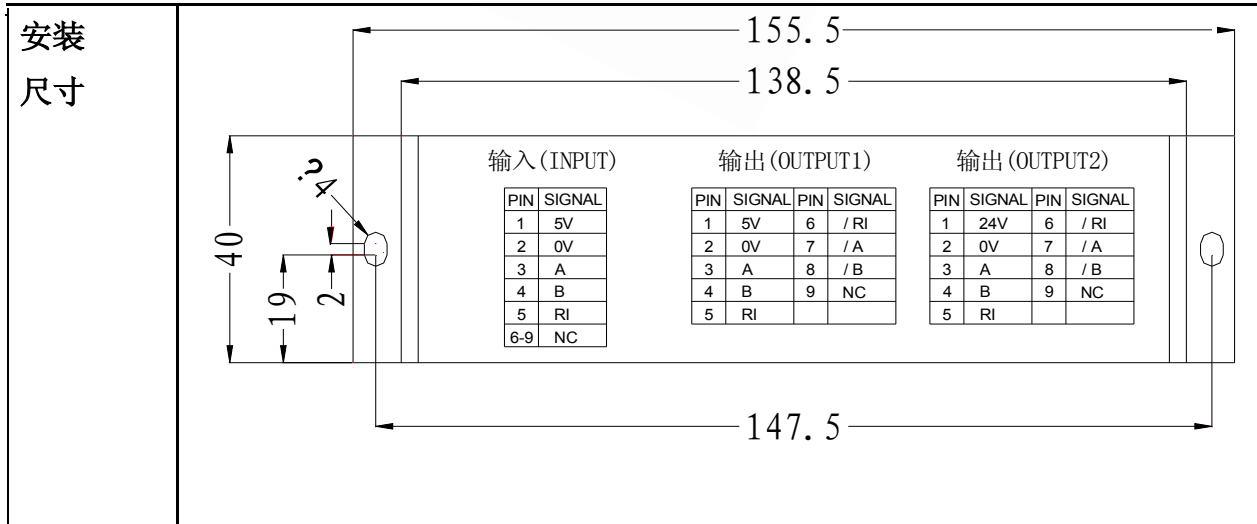 安装
尺寸
155.5
138.5
输入(INPUT) 输出(OUTPUT1) 输出(OUTPUT2)
?4
PIN SIGNAL PIN SIGNAL PIN SIGNAL PIN SIGNAL PIN SIGNAL
1 5V 1 5V 6 / RI 1 24V 6 / RI
2 0V 2 0V 7 / A 2 0V 7 / A
3 A 3 A 8 / B 3 A 8 / B
4 B 4 B 9 NC 4 B 9 NC
5 RI 5 RI 5 RI
6-9 NC
40
19
2
147.5